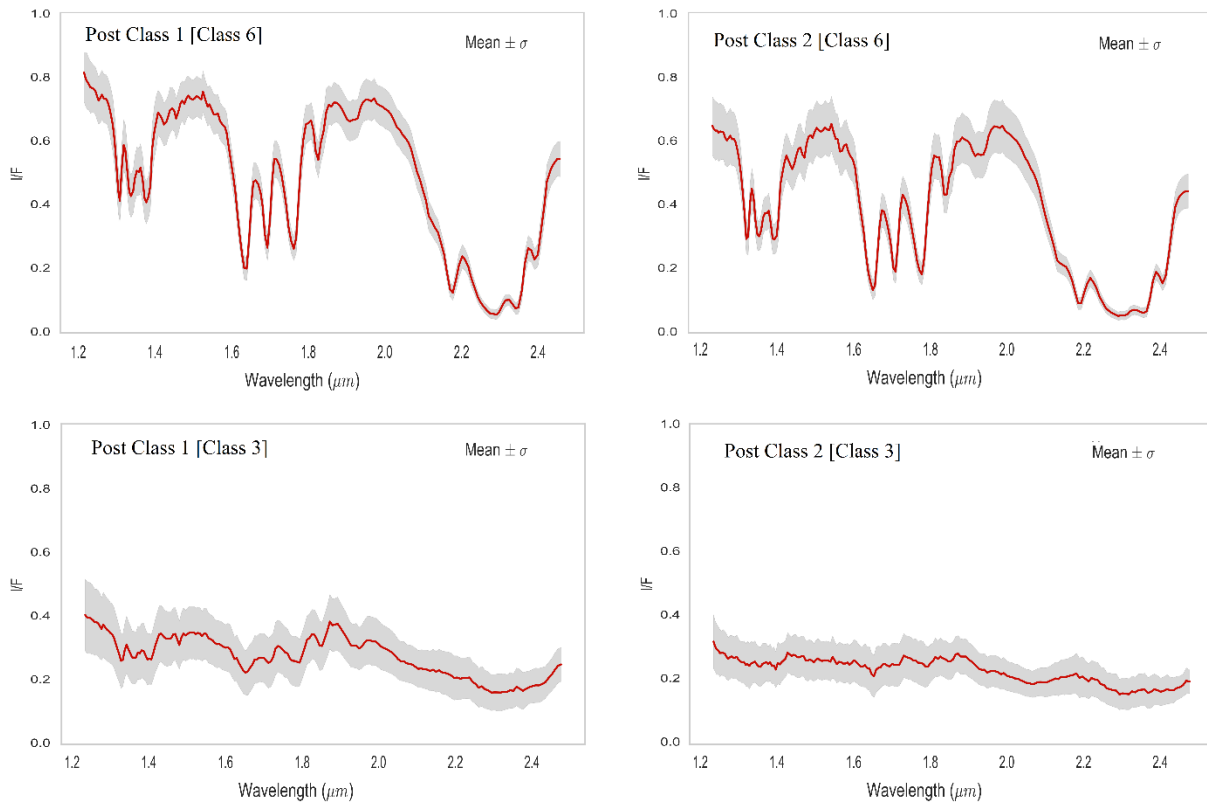 Post Class 1 [Class 6]
Mean ± σ
1.0
0.8
0.6
0.4
0.2
0.0
I/F
1.2 1.4 1.6 1.8 2.0 2.2 2.4
Wavelength (μm)
Post Class 2 [Class 6]
Mean ± σ
1.0
0.8
0.6
0.4
0.2
0.0
I/F
1.2 1.4 1.6 1.8 2.0 2.2 2.4
Wavelength (μm)
Post Class 1 [Class 3]
Mean ± σ
1.0
0.8
0.6
0.4
0.2
0.0
I/F
1.2 1.4 1.6 1.8 2.0 2.2 2.4
Wavelength (μm)
Post Class 2 [Class 3]
Mean ± σ
1.0
0.8
0.6
0.4
0.2
0.0
I/F
1.2 1.4 1.6 1.8 2.0 2.2 2.4
Wavelength (μm)